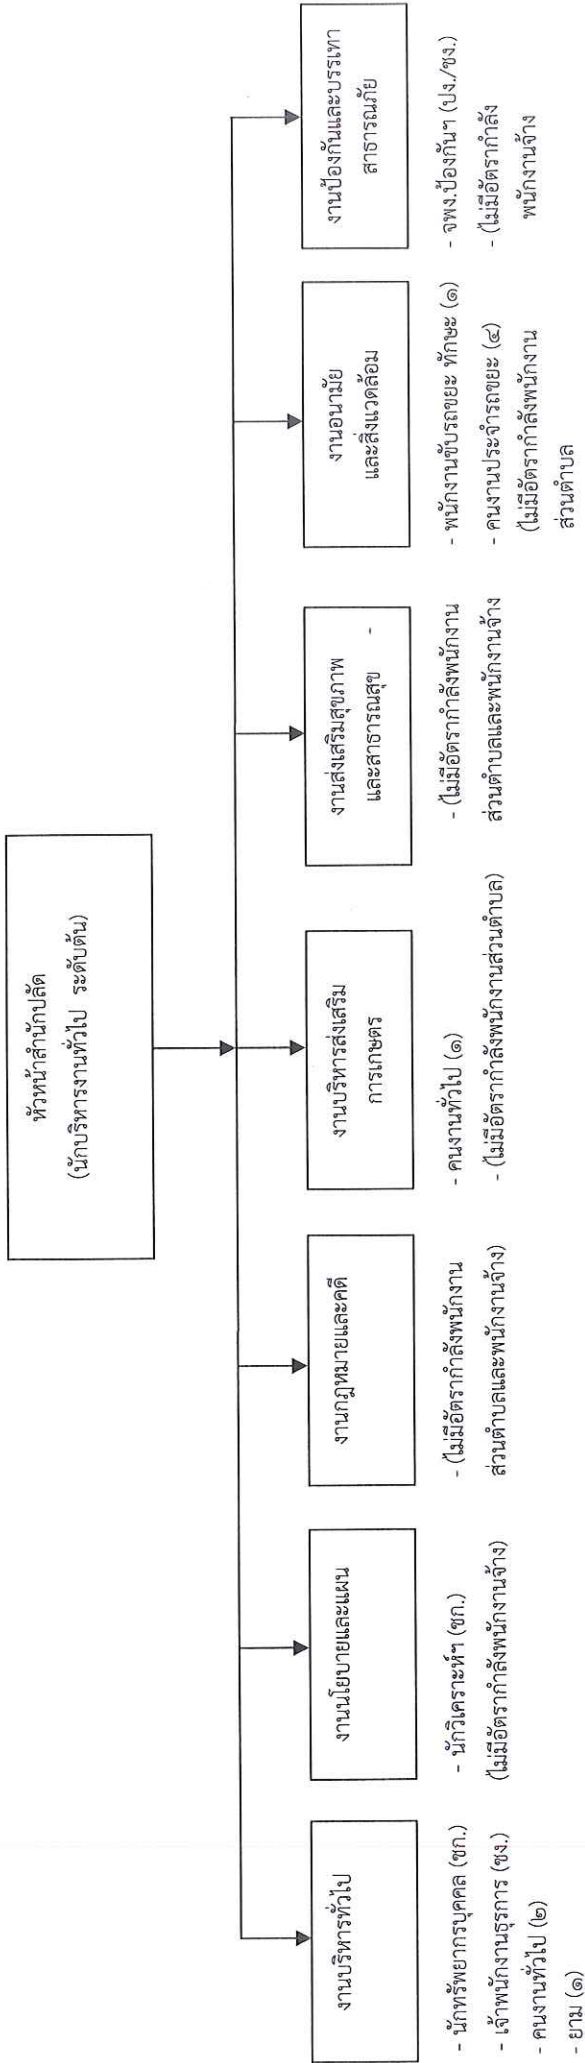 หัวหน้าสำนักปลัด
(นักบริหารงานทั่วไป ระดับต้น)
งานบริหารทั่วไป
- นักทรัพยากรบุคคล (ชก.)
- เจ้าพนักงานธุรการ (ชง.)
- คนงานทั่วไป (๒)
- ยาม (๑)
งานนโยบายและแผน
- นักวิเคราะห์ฯ (ชก.)
(ไม่มีอัตรากำลังพนักงานจ้าง)
งานกฎหมายและคดี
- (ไม่มีอัตรากำลังพนักงาน
ส่วนตำบลและพนักงานจ้าง)
งานบริหารส่งเสริม
การเกษตร
- คนงานทั่วไป (๑)
- (ไม่มีอัตรากำลังพนักงานส่วนตำบล)
งานส่งเสริมสุขภาพ
และสาธารณสุข -
- (ไม่มีอัตรากำลังพนักงาน
ส่วนตำบลและพนักงานจ้าง
งานอนามัย
และสิ่งแวดล้อม
- พนักงานขับรถขยะ ทักษะ (๑)
- คนงานประจำรถขยะ (๔)
(ไม่มีอัตรากำลังพนักงาน
ส่วนตำบล
งานป้องกันและบรรเทา
สาธารณภัย
- จพง.ป้องกันฯ (ปง./ชง.)
- (ไม่มีอัตรากำลัง
พนักงานจ้าง